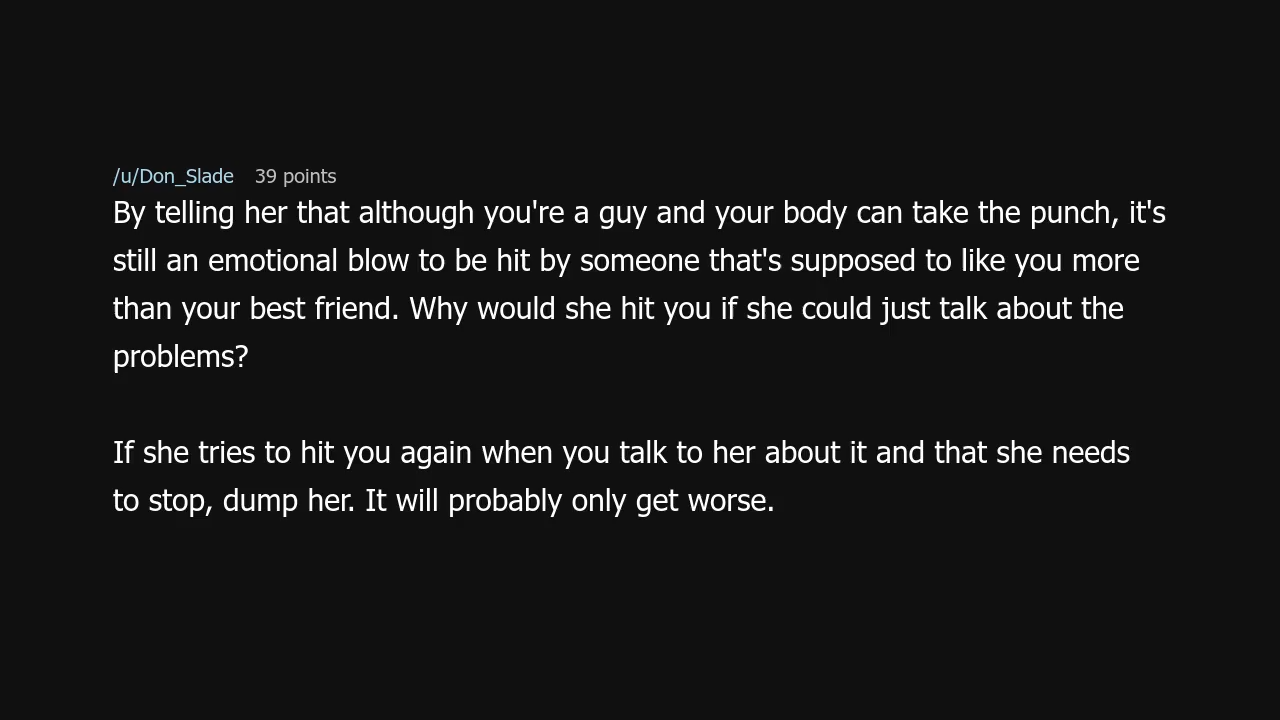 /u/Don_Slade 39 points
By telling her that although you're a guy and your body can take the punch, it's
still an emotional blow to be hit by someone that's supposed to like you more
than your best friend. Why would she hit you if she could just talk about the
problems?
If she tries to hit you again when you talk to her about it and that she needs
to stop, dump her. It will probably only get worse.